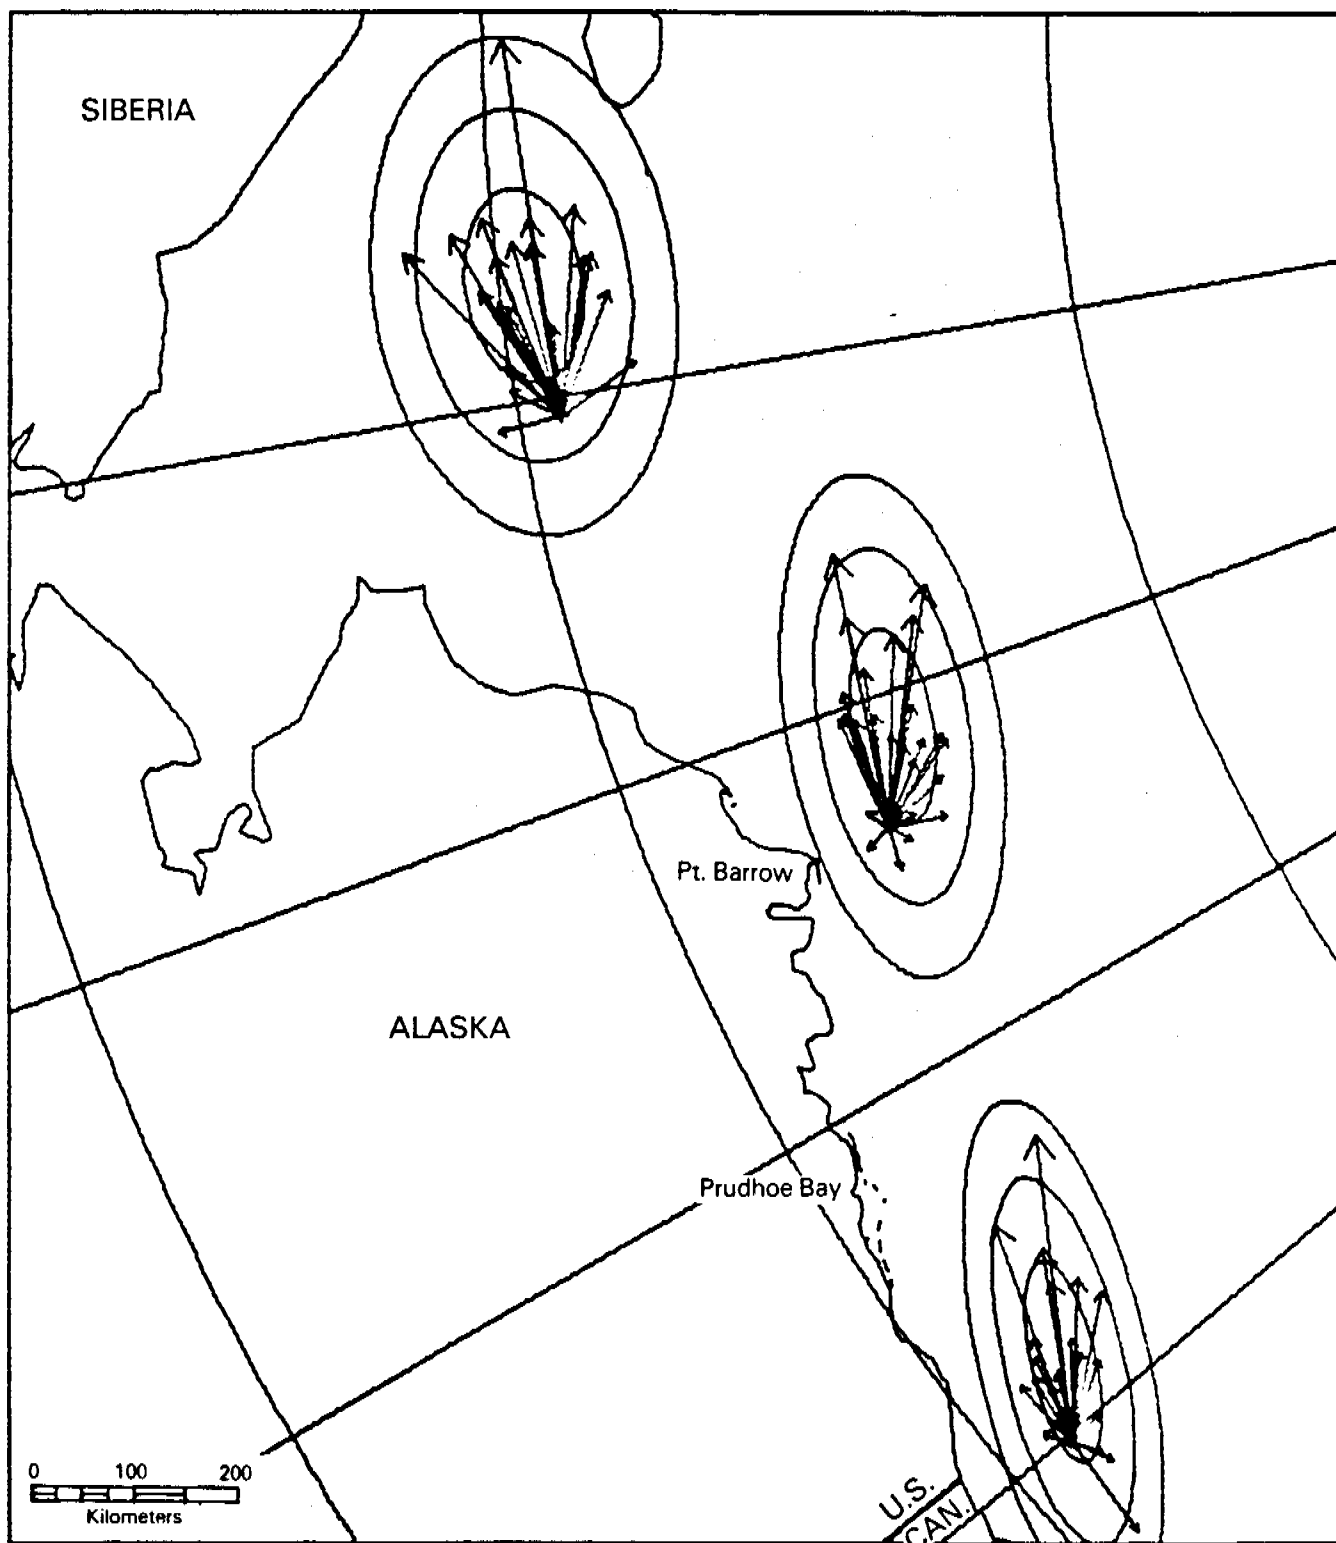 SIBERIA
Pt. Barrow
ALASKA
Prudhoe Bay
0 100 200
Kilometers
U.S.
CAN.